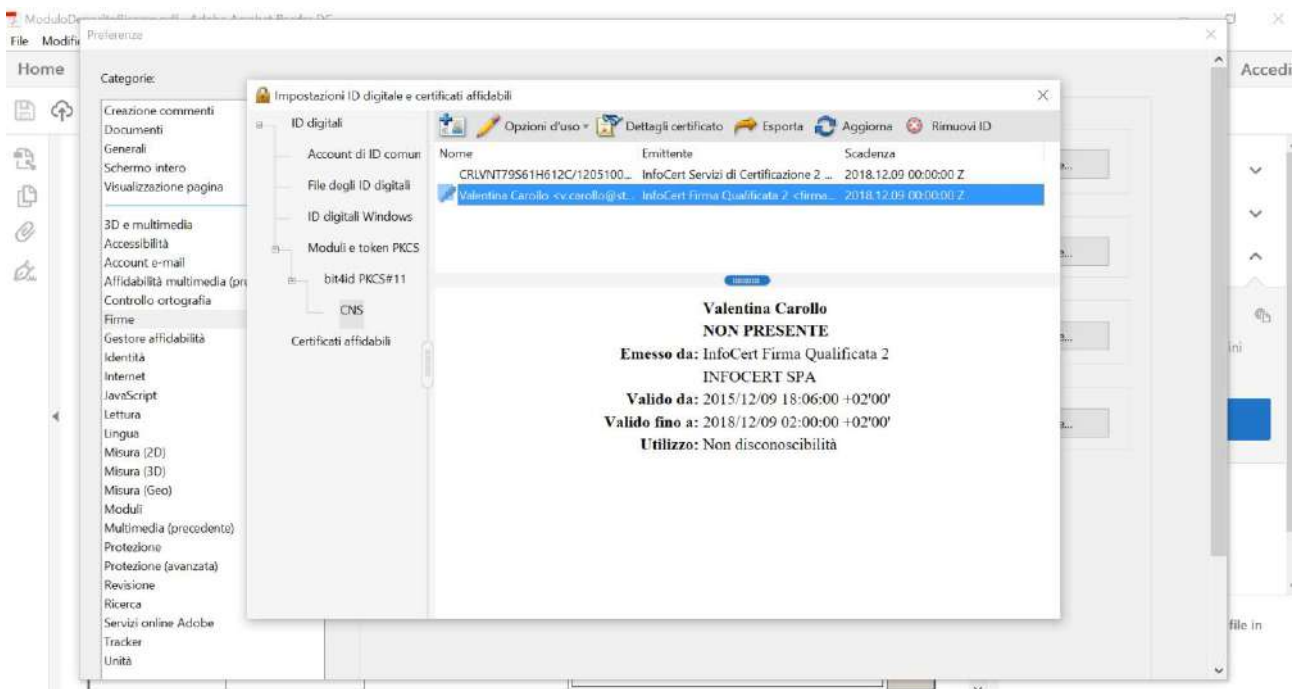 File Modifi
Preferenze
Home
Accedi
Categorie:
Creazione commenti
Documenti
Generali
Schermo intero
Visualizzazione pagina
3D e multimedia
Accessibilità
Account e-mail
Affidabilità multimedia (pre
Controllo ortografia
Firme
Gestore affidabilità
Identità
Internet
JavaScript
Lettura
Lingua
Misura (2D)
Misura (3D)
Misura (Geo)
Moduli
Multimedia (precedente)
Protezione
Protezione (avanzata)
Revisione
Ricerca
Servizi online Adobe
Tracker
Unità
Impostazioni ID digitale e certificati affidabili
ID digitali
Account di ID comun
File degli ID digitali
ID digitali Windows
Moduli e token PKCS
bit4id PKCS#11
CNS
Certificati affidabili
Opzioni d'uso Dettagli certificato Esporta Aggiorna Rimuovi ID
Nome Emittente Scadenza
CRLVNT79S61H612C/1205100... InfoCert Servizi di Certificazione 2 ... 2018.12.09 00:00:00 Z
Valentina Carollo <v.carollo@st... InfoCert Firma Qualificata 2 <firma... 2018.12.09 00:00:00 Z
Valentina Carollo
NON PRESENTE
Emesso da: InfoCert Firma Qualificata 2
INFOCERT SPA
Valido da: 2015/12/09 18:06:00 +02'00'
Valido fino a: 2018/12/09 02:00:00 +02'00'
Utilizzo: Non disconoscibilità
ini
file in